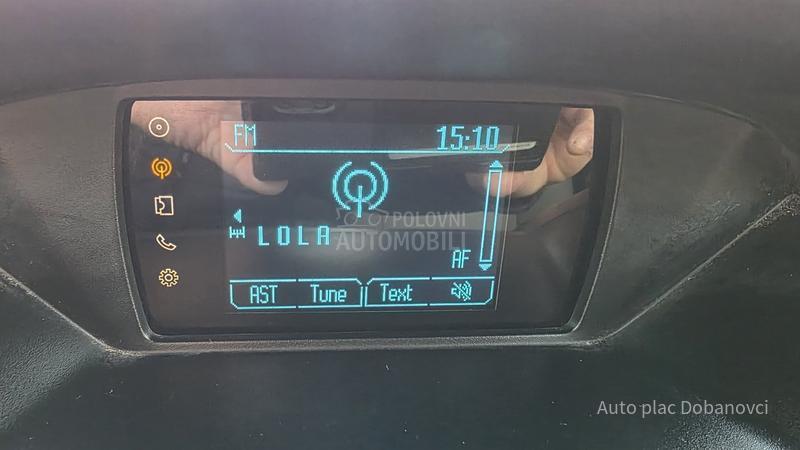 FM 15:10
LOLA
POLOVNI
AUTOMOBILI
AF
AST Tune Text
Auto plac Dobanovci